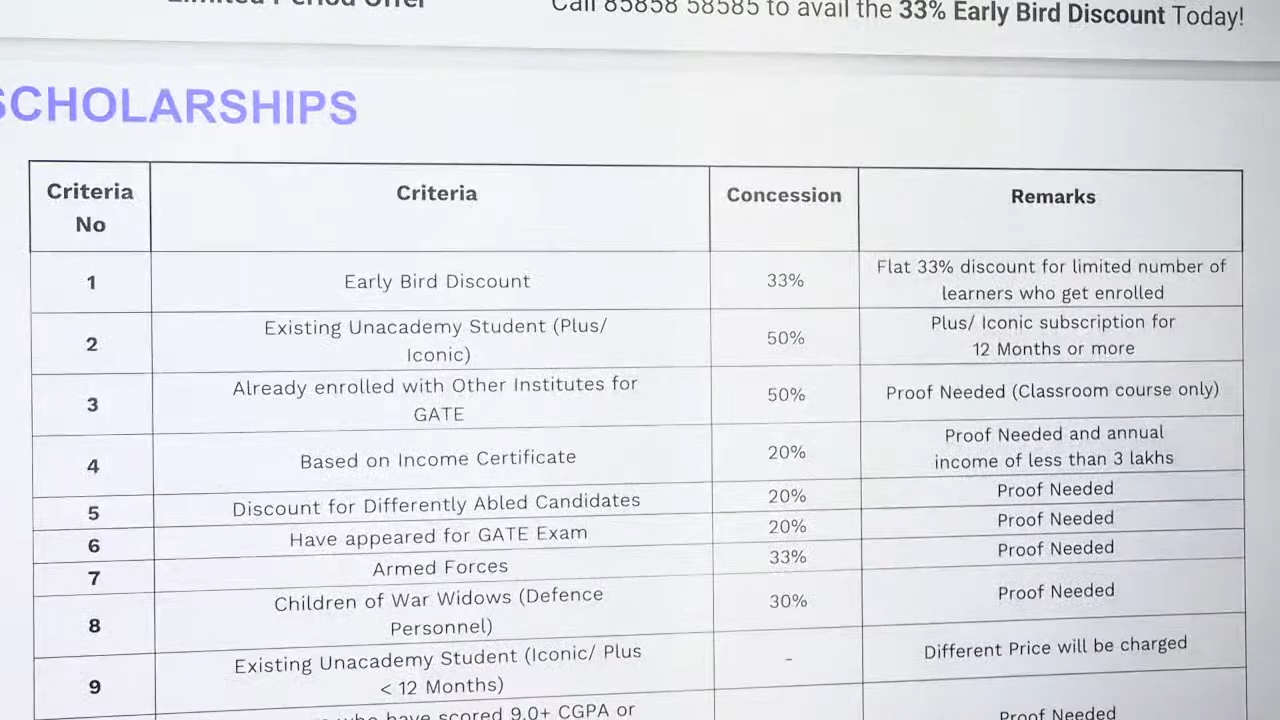 Limited Period Offer
Call 85858 58585 to avail the 33% Early Bird Discount Today!
SCHOLARSHIPS
Criteria No
Criteria
Concession
Remarks
1
Early Bird Discount
33%
Flat 33% discount for limited number of
learners who get enrolled
2
Existing Unacademy Student (Plus/
Iconic)
50%
Plus/ Iconic subscription for
12 Months or more
3
Already enrolled with Other Institutes for
GATE
50%
Proof Needed (Classroom course only)
4
Based on Income Certificate
20%
Proof Needed and annual
income of less than 3 lakhs
5
Discount for Differently Abled Candidates
20%
Proof Needed
6
Have appeared for GATE Exam
20%
Proof Needed
7
Armed Forces
33%
Proof Needed
8
Children of War Widows (Defence
Personnel)
30%
Proof Needed
9
Existing Unacademy Student (Iconic/ Plus
< 12 Months)
-
Different Price will be charged
who have scored 9.0+ CGPA or
Proof Needed